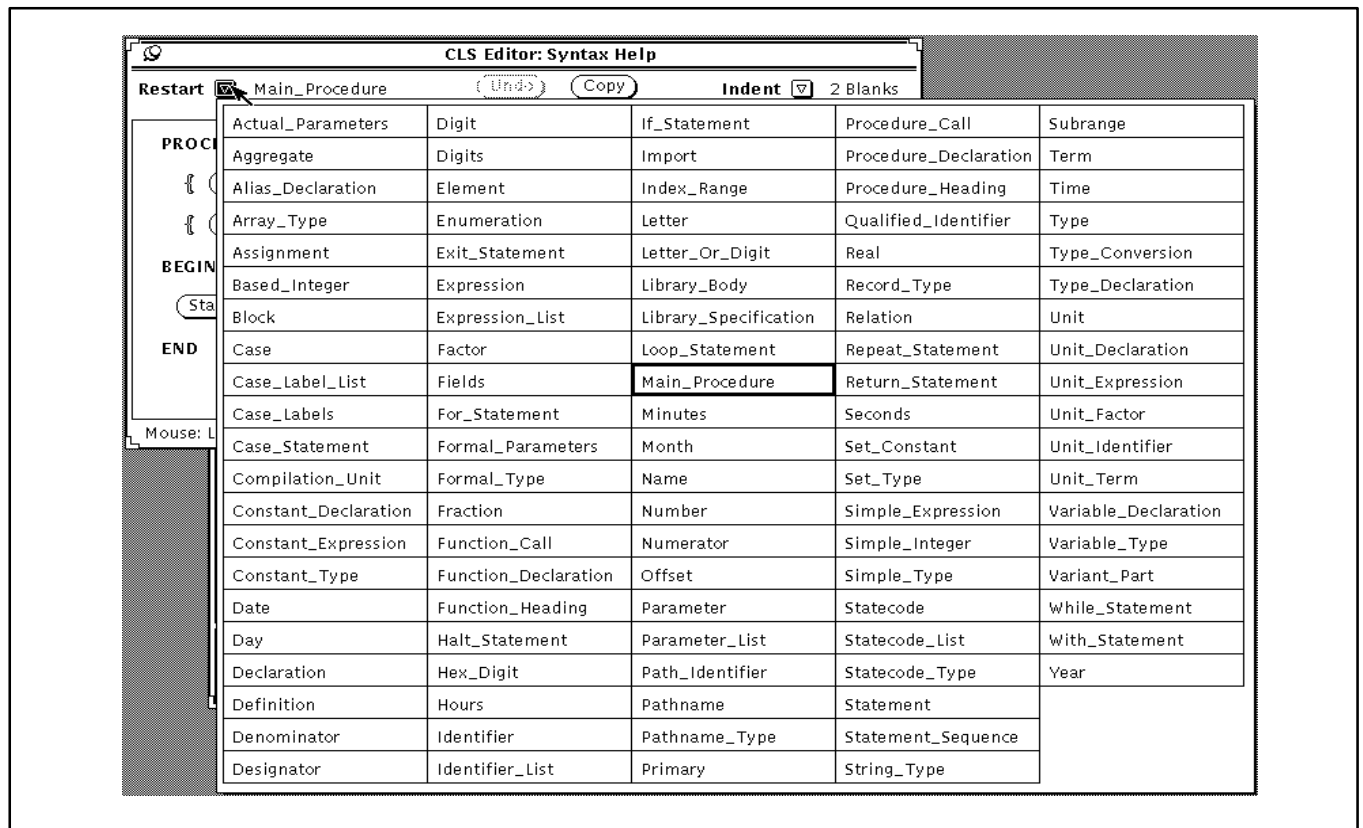 CLS Editor: Syntax Help
Restart Main_Procedure Undo Copy Indent 2 Blanks
PROCE
BEGIN
Sta
END
Mouse: L
Actual_Parameters Digit If_Statement Procedure_Call Subrange
Aggregate Digits Import Procedure_Declaration Term
Alias_Declaration Element Index_Range Procedure_Heading Time
Array_Type Enumeration Letter Qualified_Identifier Type
Assignment Exit_Statement Letter_Or_Digit Real Type_Conversion
Based_Integer Expression Library_Body Record_Type Type_Declaration
Block Expression_List Library_Specification Relation Unit
Case Factor Loop_Statement Repeat_Statement Unit_Declaration
Case_Label_List Fields Main_Procedure Return_Statement Unit_Expression
Case_Labels For_Statement Minutes Seconds Unit_Factor
Case_Statement Formal_Parameters Month Set_Constant Unit_Identifier
Compilation_Unit Formal_Type Name Set_Type Unit_Term
Constant_Declaration Fraction Number Simple_Expression Variable_Declaration
Constant_Expression Function_Call Numerator Simple_Integer Variable_Type
Constant_Type Function_Declaration Offset Simple_Type Variant_Part
Date Function_Heading Parameter Statecode While_Statement
Day Halt_Statement Parameter_List Statecode_List With_Statement
Declaration Hex_Digit Path_Identifier Statecode_Type Year
Definition Hours Pathname Statement
Denominator Identifier Pathname_Type Statement_Sequence
Designator Identifier_List Primary String_Type